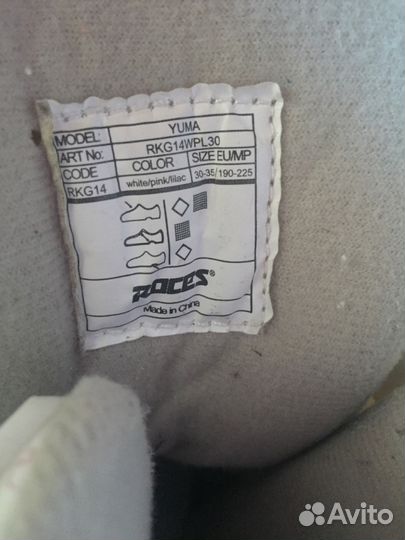 MODEL: YUMA
ART No: RKG14WPL30
CODE COLOR SIZE EU/MP
RKG14 white/pink/lilac 30-35/190-225
ROCES®
Made in China
Avito